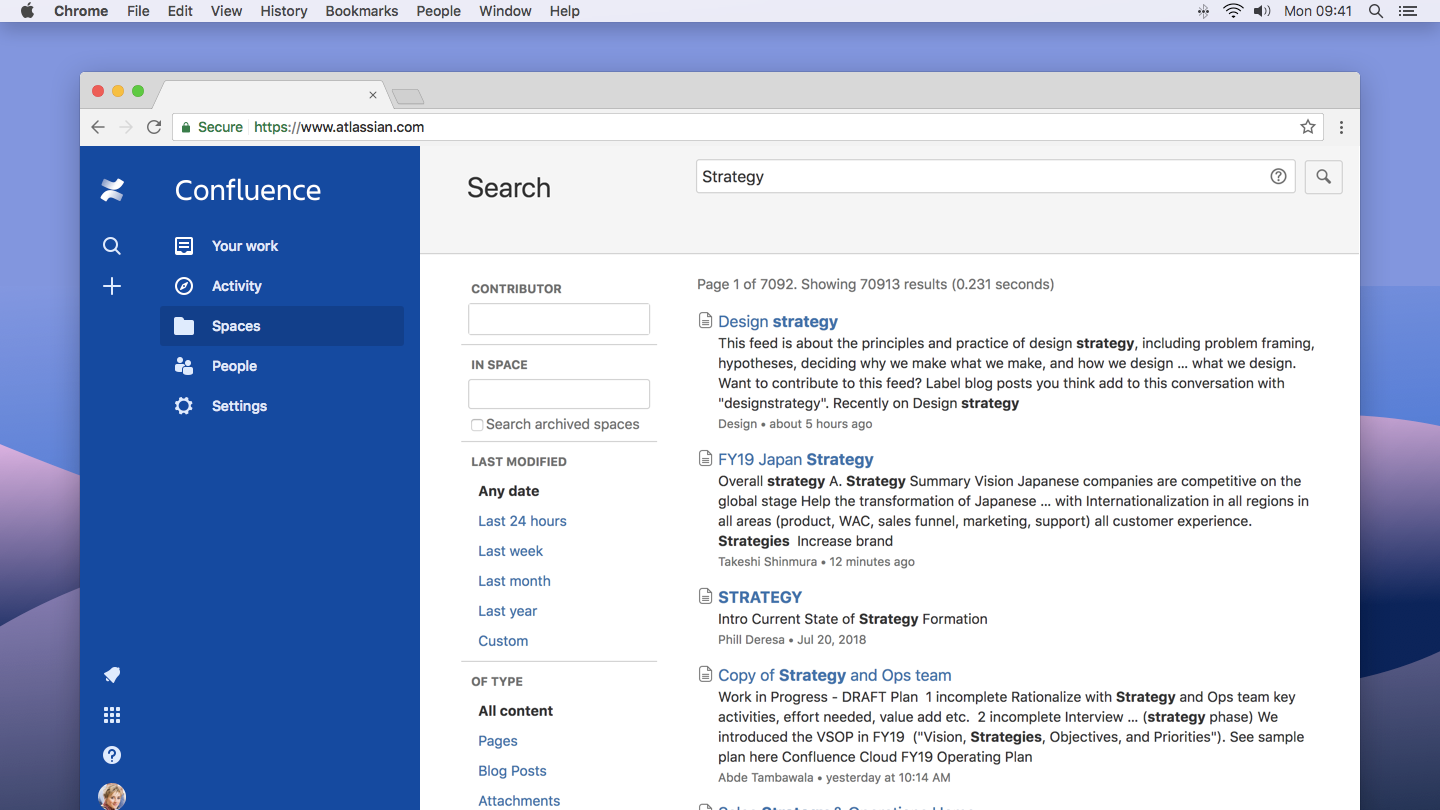 Chrome File Edit View History Bookmarks People Window Help Mon 09:41
Secure https://www.atlassian.com
Confluence
Your work
Activity
Spaces
People
Settings
Search
Strategy
CONTRIBUTOR
IN SPACE
Search archived spaces
LAST MODIFIED
Any date
Last 24 hours
Last week
Last month
Last year
Custom
OF TYPE
All content
Pages
Blog Posts
Attachments
Page 1 of 7092. Showing 70913 results (0.231 seconds)
Design strategy
This feed is about the principles and practice of design strategy, including problem framing,
hypotheses, deciding why we make what we make, and how we design ... what we design.
Want to contribute to this feed? Label blog posts you think add to this conversation with
"designstrategy". Recently on Design strategy
Design • about 5 hours ago
FY19 Japan Strategy
Overall strategy A. Strategy Summary Vision Japanese companies are competitive on the
global stage Help the transformation of Japanese ... with Internationalization in all regions in
all areas (product, WAC, sales funnel, marketing, support) all customer experience.
Strategies Increase brand
Takeshi Shinmura • 12 minutes ago
STRATEGY
Intro Current State of Strategy Formation
Phill Deresa • Jul 20, 2018
Copy of Strategy and Ops team
Work in Progress - DRAFT Plan 1 incomplete Rationalize with Strategy and Ops team key
activities, effort needed, value add etc. 2 incomplete Interview ... (strategy phase) We
introduced the VSOP in FY19 ("Vision, Strategies, Objectives, and Priorities"). See sample
plan here Confluence Cloud FY19 Operating Plan
Abde Tambawala • yesterday at 10:14 AM